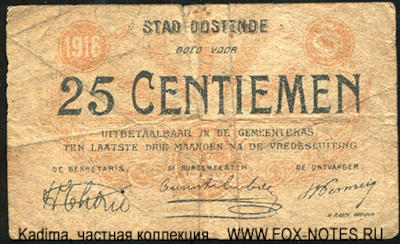 1916
STAD OOSTENDE
GOED VOOR
25 CENTIEMEN
UITBETAALBAAR IN DE GEMEENTEKAS
TEN LAATSTE DRIE MAANDEN NA DE VREDESLUITING
DE SEKRETARIS. DE BURGEMEESTER DE ONTVANGER.
Kadima, частная коллекция
WWW.FOX-NOTES.RU